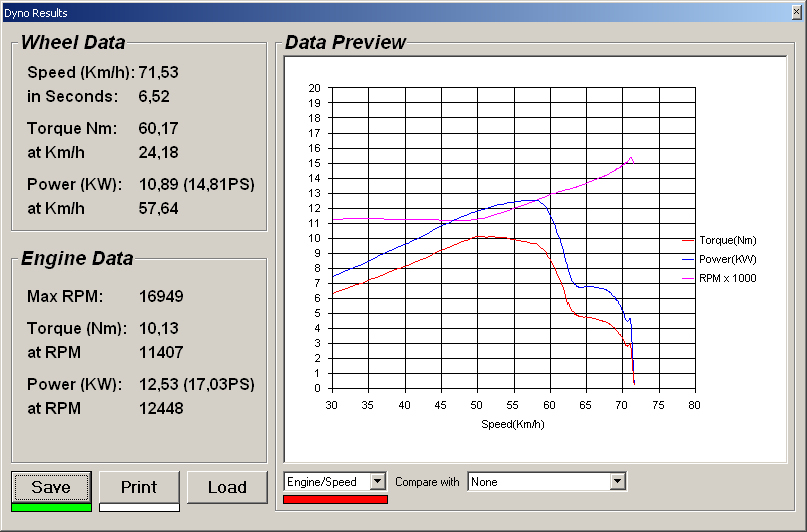 Dyno Results
Wheel Data
Speed (Km/h): 71,53
in Seconds: 6,52
Torque Nm: 60,17
at Km/h 24,18
Power (KW): 10,89 (14,81PS)
at Km/h 57,64
Engine Data
Max RPM: 16949
Torque (Nm): 10,13
at RPM 11407
Power (KW): 12,53 (17,03PS)
at RPM 12448
Save Print Load
Data Preview
20
19
18
17
16
15
14
13
12
11
10
9
8
7
6
5
4
3
2
1
0
30 35 40 45 50 55 60 65 70 75 80
Speed(Km/h)
Torque(Nm)
Power(KW)
RPM x 1000
Engine/Speed Compare with None